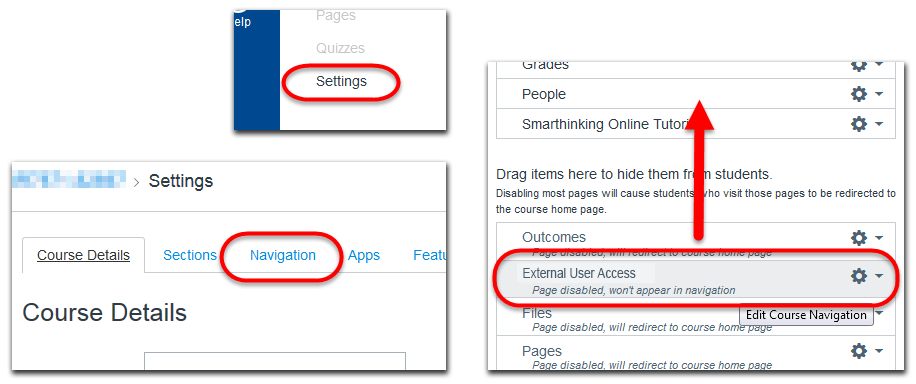 elp
Pages
Quizzes
Settings
> Settings
Course Details Sections Navigation Apps Featu
Course Details
Grades
People
Smarthinking Online Tutori
Drag items here to hide them from students.
Disabling most pages will cause students who visit those pages to be redirected to
the course home page.
Outcomes
Page disabled, will redirect to course home page
External User Access
Page disabled, won't appear in navigation
Files
Edit Course Navigation
Page disabled, will redirect to course home page
Pages
Page disabled, will redirect to course home page